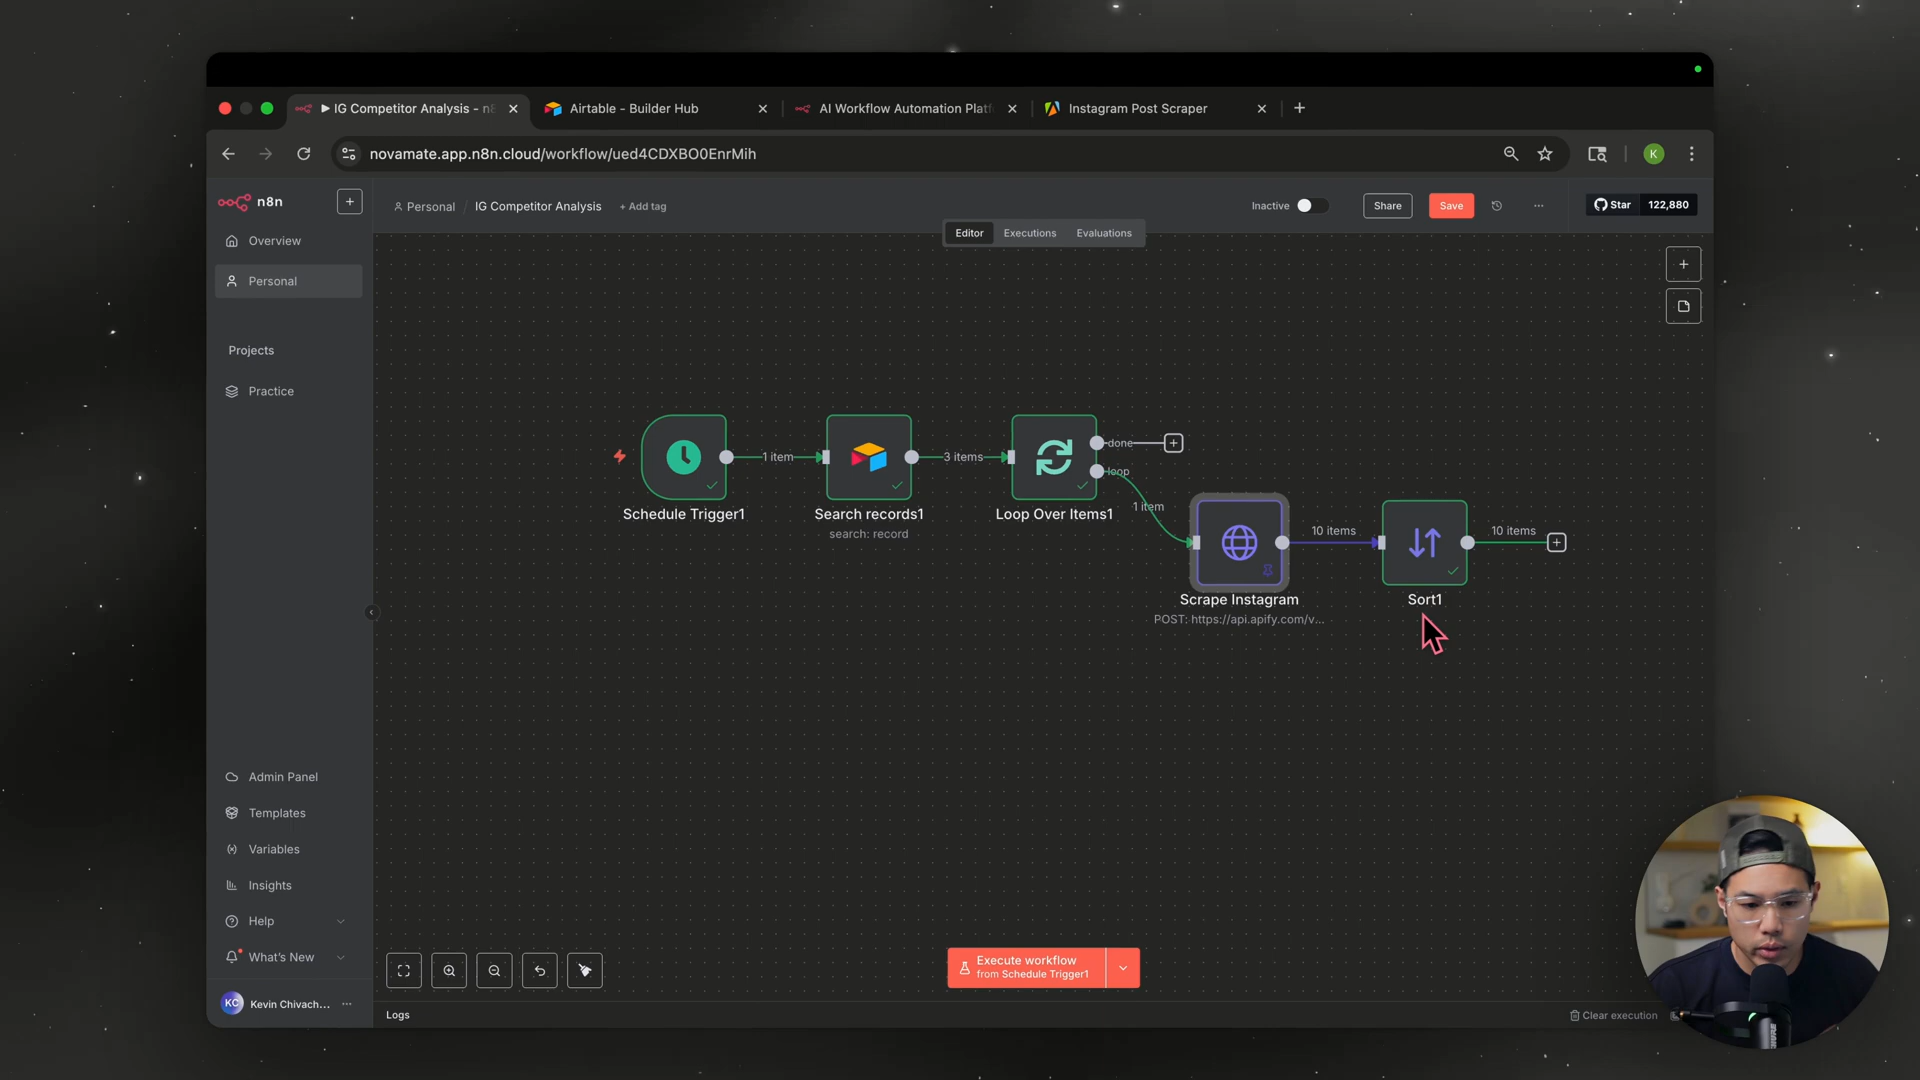 IG Competitor Analysis - n8
Airtable - Builder Hub
AI Workflow Automation Platf
Instagram Post Scraper
novamate.app.n8n.cloud/workflow/ued4CDXBO0EnrMih
K
n8n
Personal / IG Competitor Analysis + Add tag
Inactive
Share
Save
Star 122,880
Editor Executions Evaluations
Overview
Personal
Projects
Practice
1 item
3 items
done
loop
1 item
10 items
10 items
Schedule Trigger1
Search records1
search: record
Loop Over Items1
Scrape Instagram
POST: https://api.apify.com/v...
Sort1
Admin Panel
Templates
Variables
Insights
Help
What's New
KC Kevin Chivach...
Execute workflow
from Schedule Trigger1
Logs
Clear execution